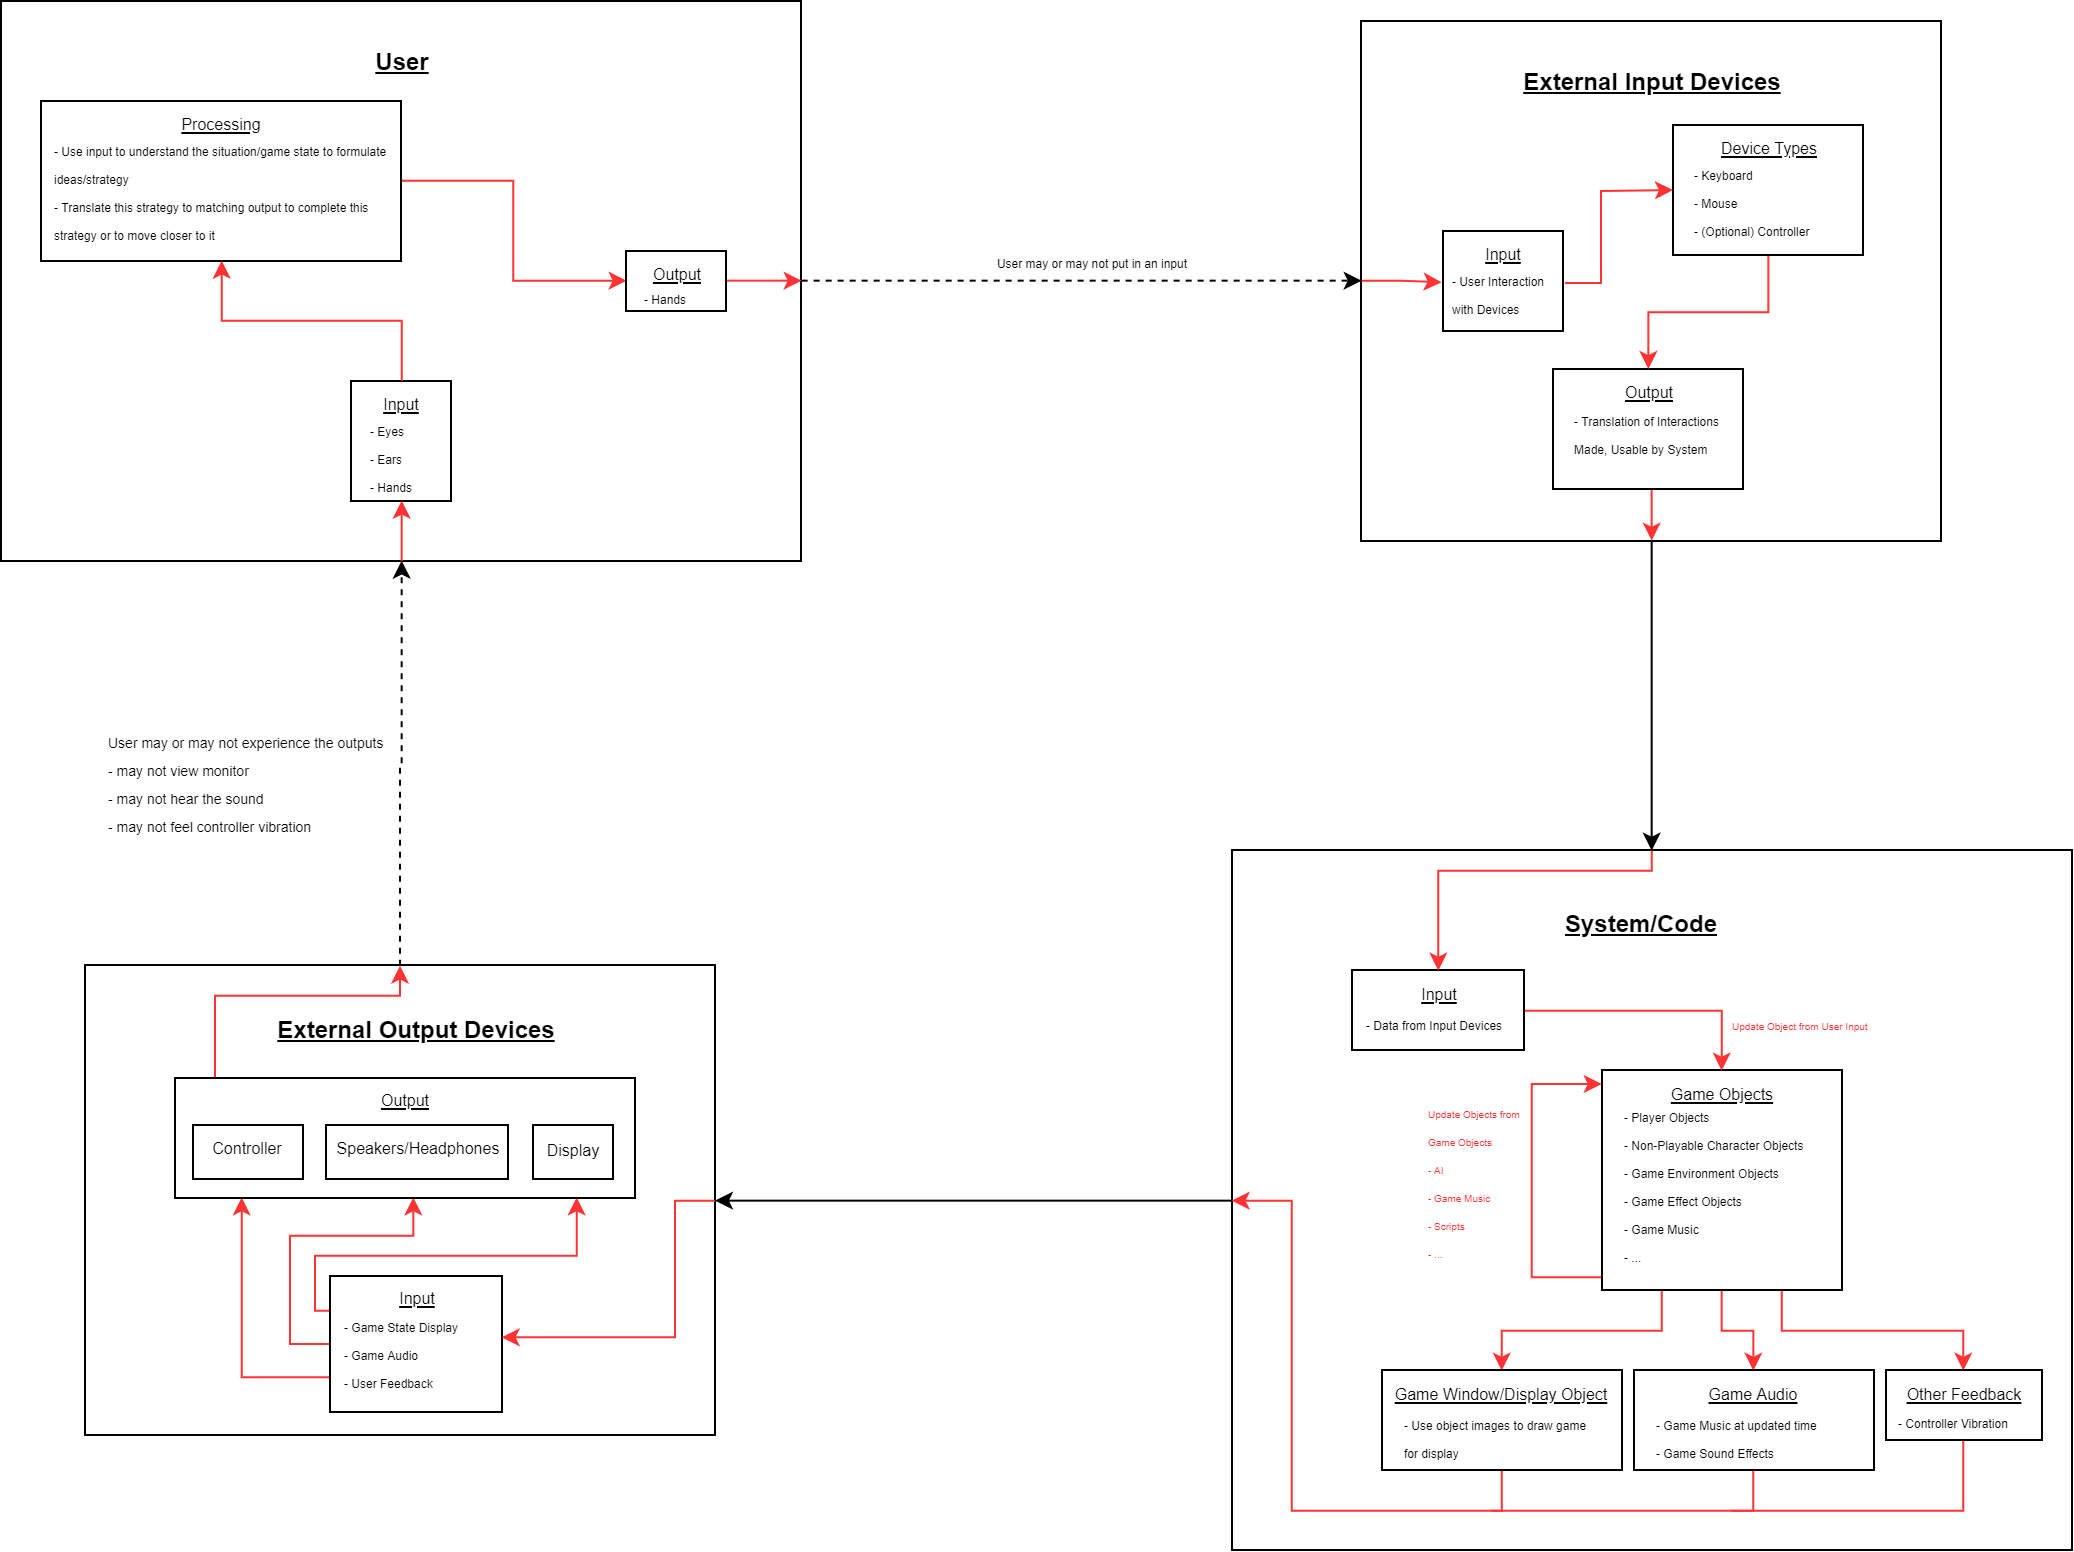 User
Processing
- Use input to understand the situation/game state to formulate
ideas/strategy
- Translate this strategy to matching output to complete this
strategy or to move closer to it
Output
- Hands
Input
- Eyes
- Ears
- Hands
User may or may not put in an input
External Input Devices
Device Types
- Keyboard
- Mouse
- (Optional) Controller
Input
- User Interaction
with Devices
Output
- Translation of Interactions
Made, Usable by System
User may or may not experience the outputs
- may not view monitor
- may not hear the sound
- may not feel controller vibration
System/Code
Input
- Data from Input Devices
Update Object from User Input
Game Objects
- Player Objects
- Non-Playable Character Objects
- Game Environment Objects
- Game Effect Objects
- Game Music
- ...
Update Objects from
Game Objects
- AI
- Game Music
- Scripts
- ...
Game Window/Display Object
- Use object images to draw game
for display
Game Audio
- Game Music at updated time
- Game Sound Effects
Other Feedback
- Controller Vibration
External Output Devices
Output
Controller
Speakers/Headphones
Display
Input
- Game State Display
- Game Audio
- User Feedback